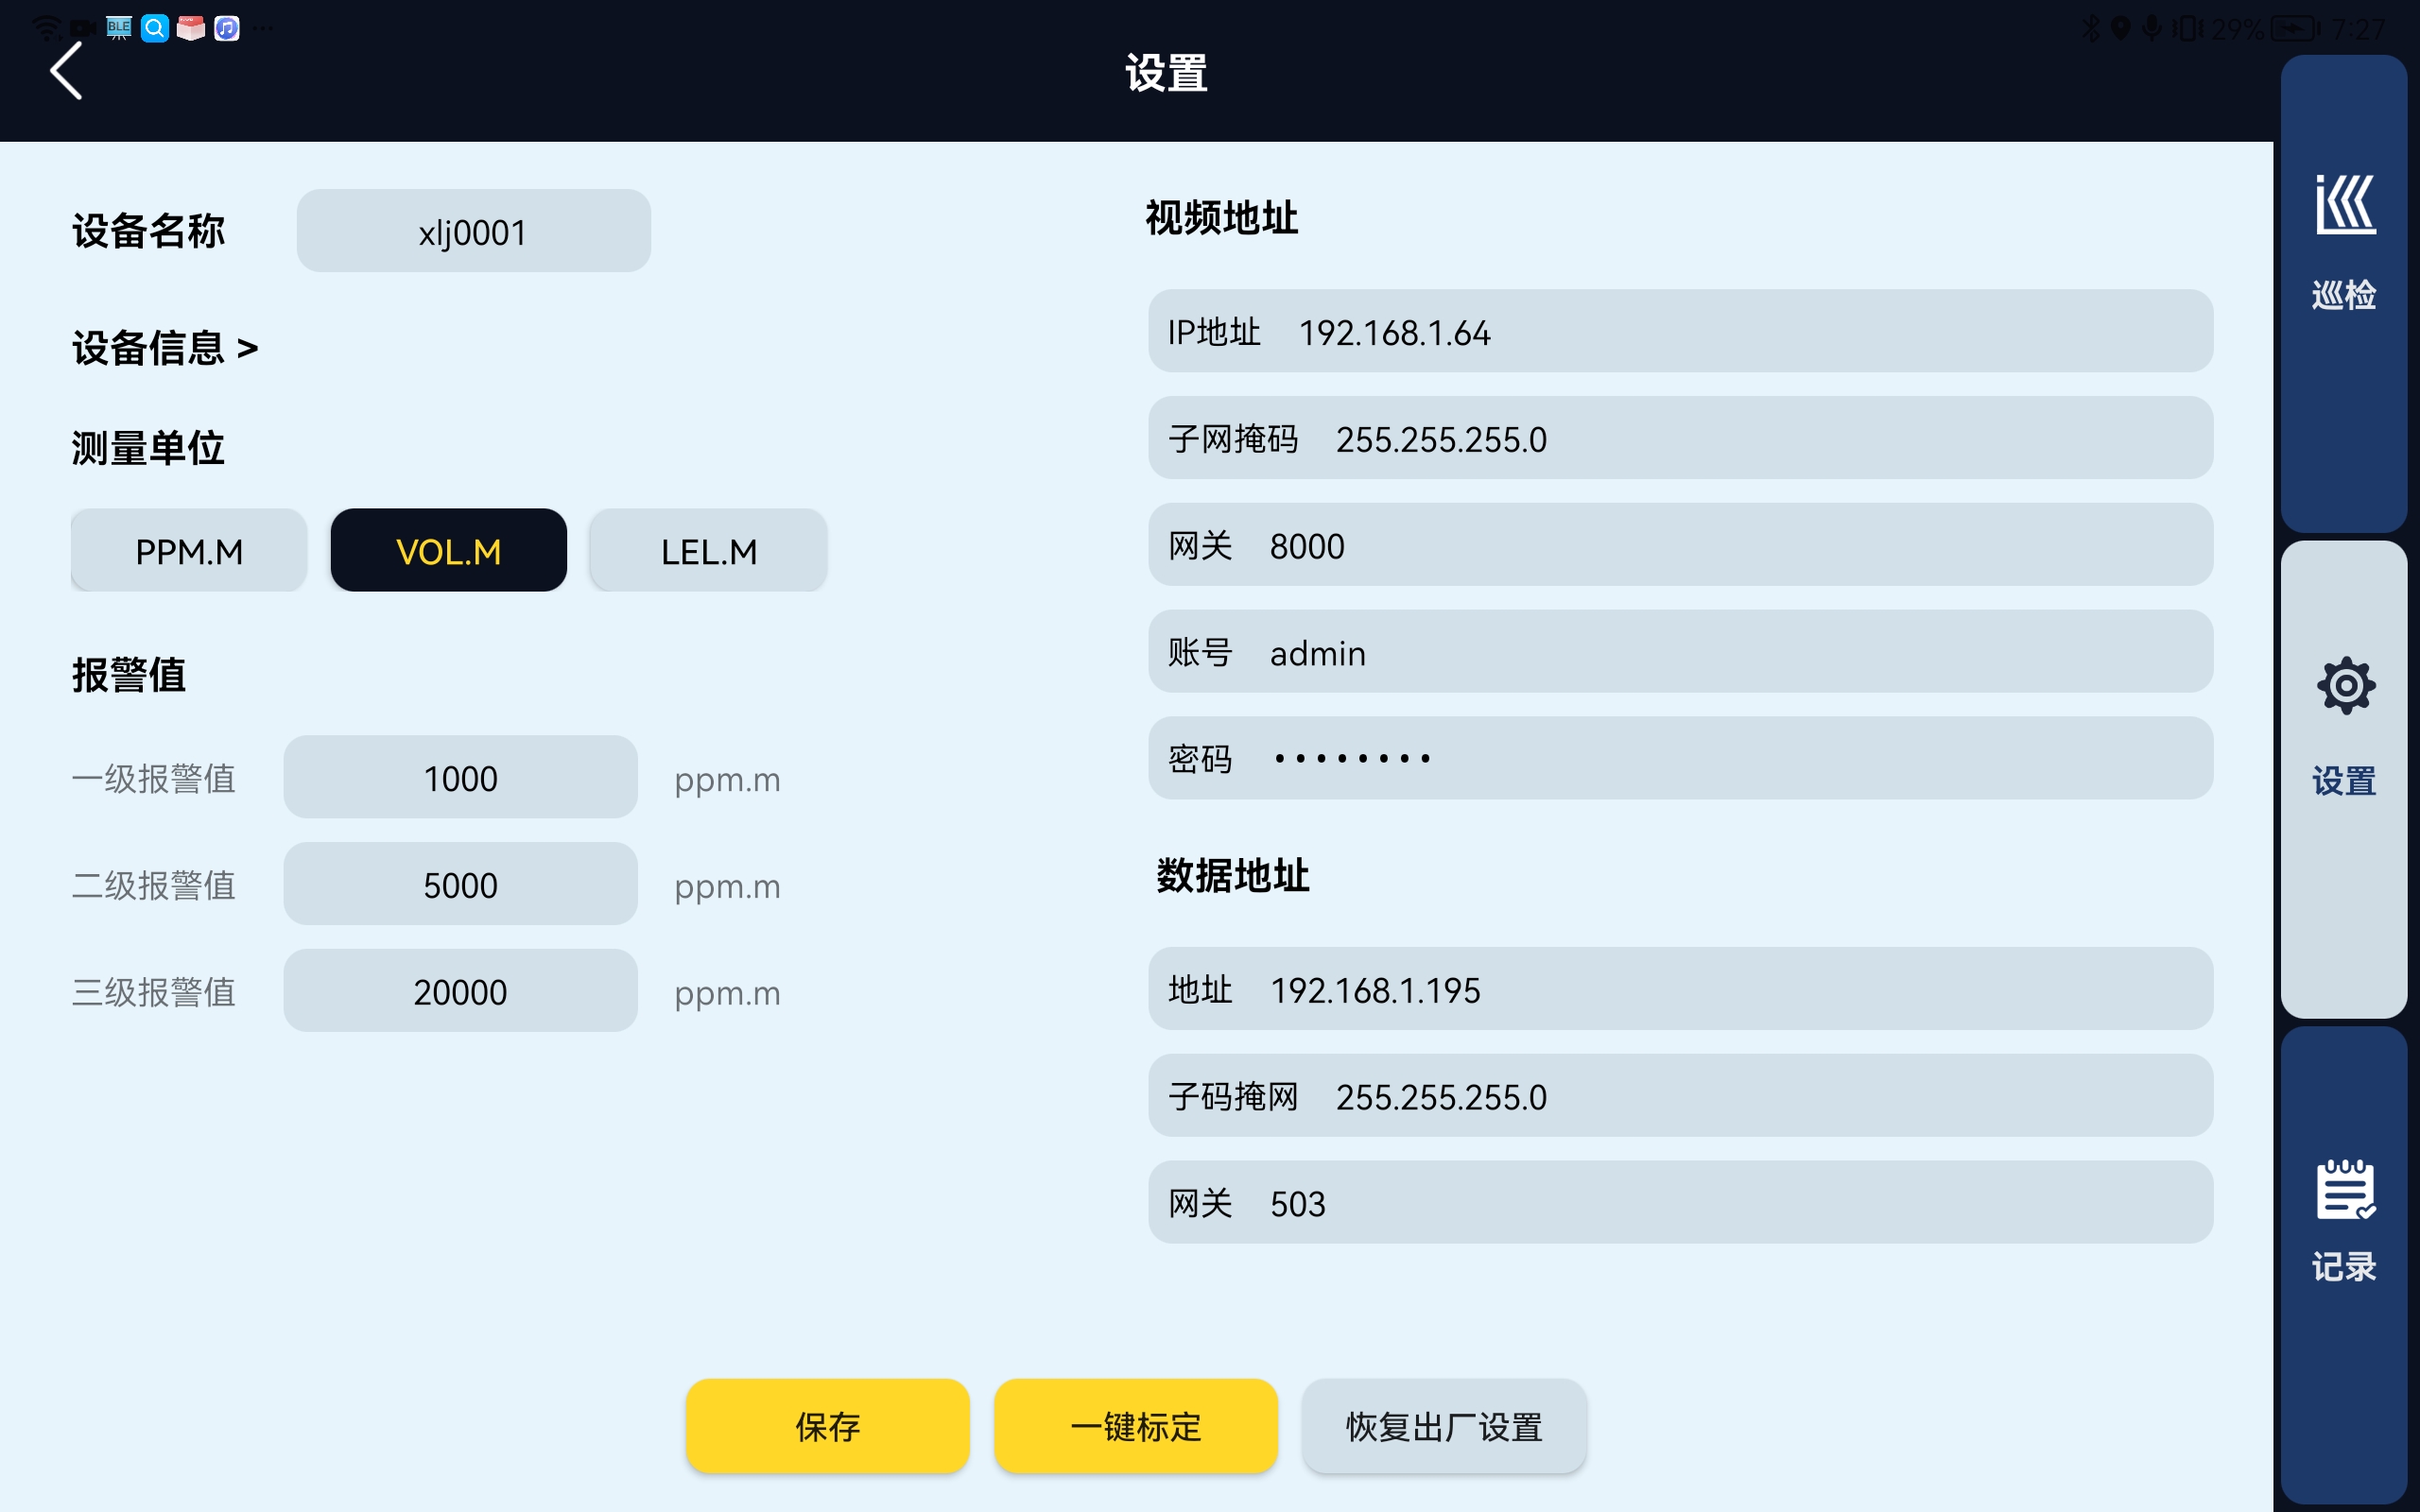 BLE
29%
7:27
设置
设备名称
xlj0001
设备信息 >
测量单位
PPM.M
VOL.M
LEL.M
报警值
一级报警值 1000 ppm.m
二级报警值 5000 ppm.m
三级报警值 20000 ppm.m
视频地址
IP地址 192.168.1.64
子网掩码 255.255.255.0
网关 8000
账号 admin
密码 ••••••••
数据地址
地址 192.168.1.195
子码掩网 255.255.255.0
网关 503
保存
一键标定
恢复出厂设置
巡检
设置
记录